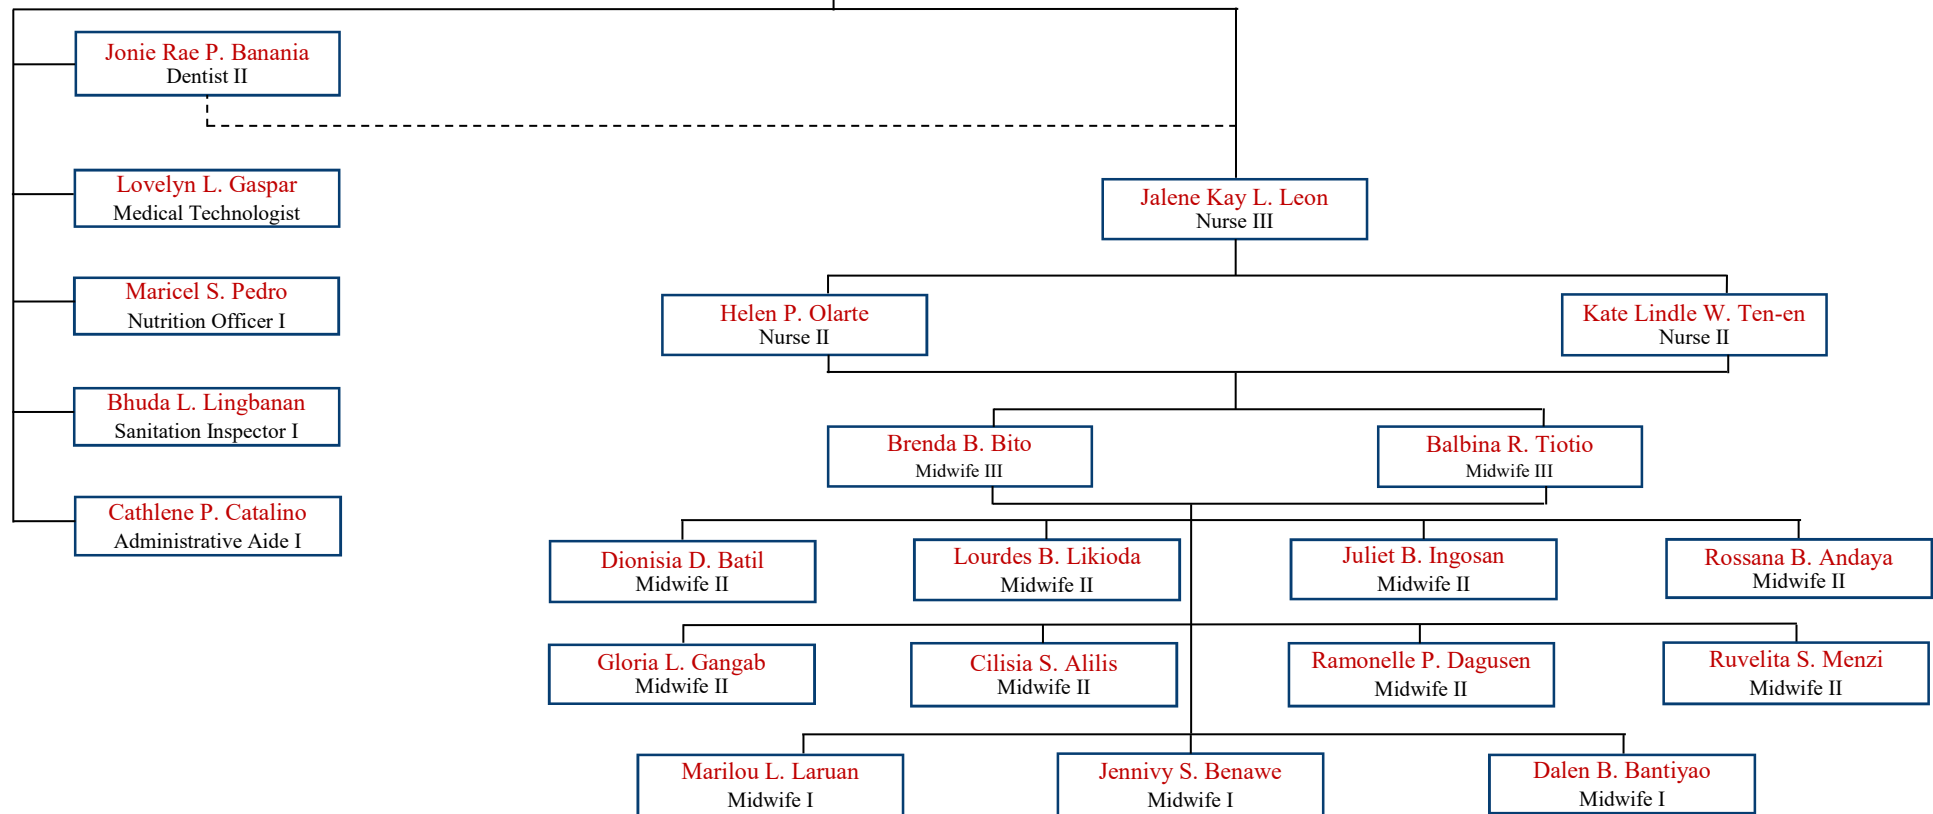 Jonie Rae P. Banania
Dentist II
Lovelyn L. Gaspar
Medical Technologist
Maricel S. Pedro
Nutrition Officer I
Bhuda L. Lingbanan
Sanitation Inspector I
Cathlene P. Catalino
Administrative Aide I
Jalene Kay L. Leon
Nurse III
Helen P. Olarte
Nurse II
Kate Lindle W. Ten-en
Nurse II
Brenda B. Bito
Midwife III
Balbina R. Tiotio
Midwife III
Dionisia D. Batil
Midwife II
Lourdes B. Likioda
Midwife II
Juliet B. Ingosan
Midwife II
Rossana B. Andaya
Midwife II
Gloria L. Gangab
Midwife II
Cilisia S. Alilis
Midwife II
Ramonelle P. Dagusen
Midwife II
Ruvelita S. Menzi
Midwife II
Marilou L. Laruan
Midwife I
Jennivy S. Benawe
Midwife I
Dalen B. Bantiyao
Midwife I